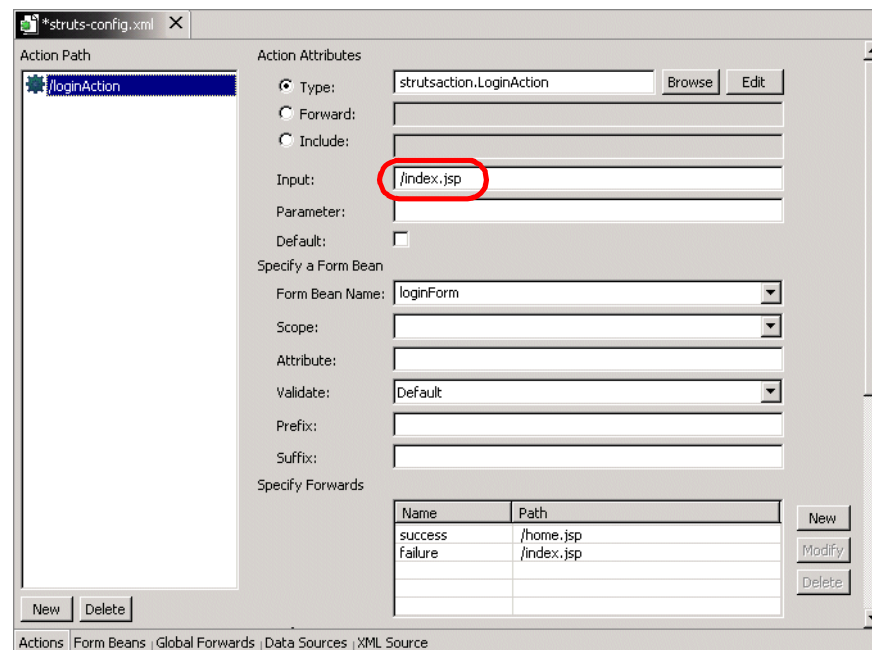 *struts-config.xml
Action Path
/loginAction
New Delete
Action Attributes
Type: strutsaction.LoginAction Browse Edit
Forward:
Include:
Input: /index.jsp
Parameter:
Default:
Specify a Form Bean
Form Bean Name: loginForm
Scope:
Attribute:
Validate: Default
Prefix:
Suffix:
Specify Forwards
Name Path
success /home.jsp
failure /index.jsp
New
Modify
Delete
Actions Form Beans Global Forwards Data Sources XML Source